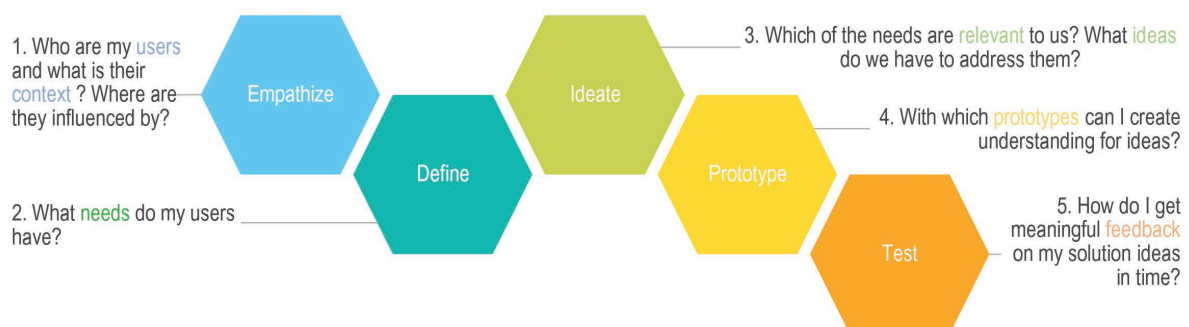 1. Who are my users
and what is their
context ? Where are
they influenced by?
Empathize
2. What needs do my users
have?
Define
3. Which of the needs are relevant to us? What ideas
do we have to address them?
Ideate
4. With which prototypes can I create
understanding for ideas?
Prototype
5. How do I get
meaningful feedback
on my solution ideas
in time?
Test